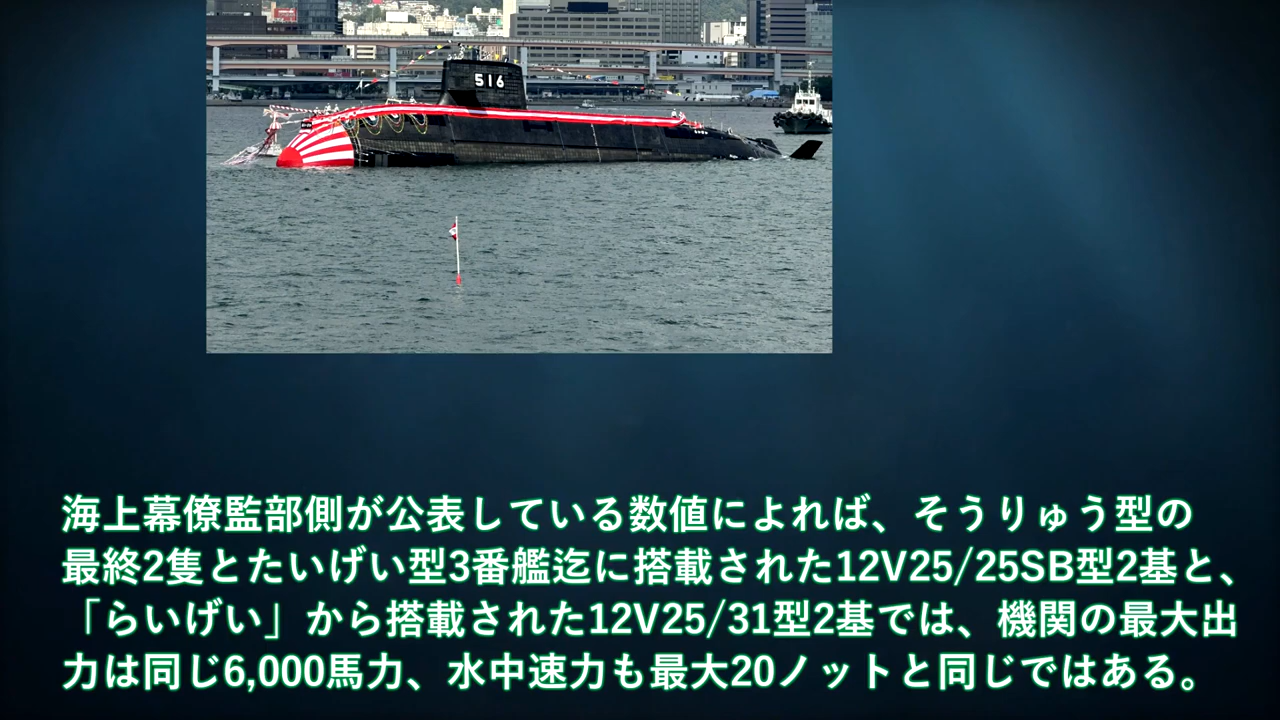 516
海上幕僚監部側が公表している数値によれば、そうりゅう型の
最終2隻とたいげい型3番艦迄に搭載された12V25/25SB型2基と、
「らいげい」から搭載された12V25/31型2基では、機関の最大出
力は同じ6,000馬力、水中速力も最大20ノットと同じではある。